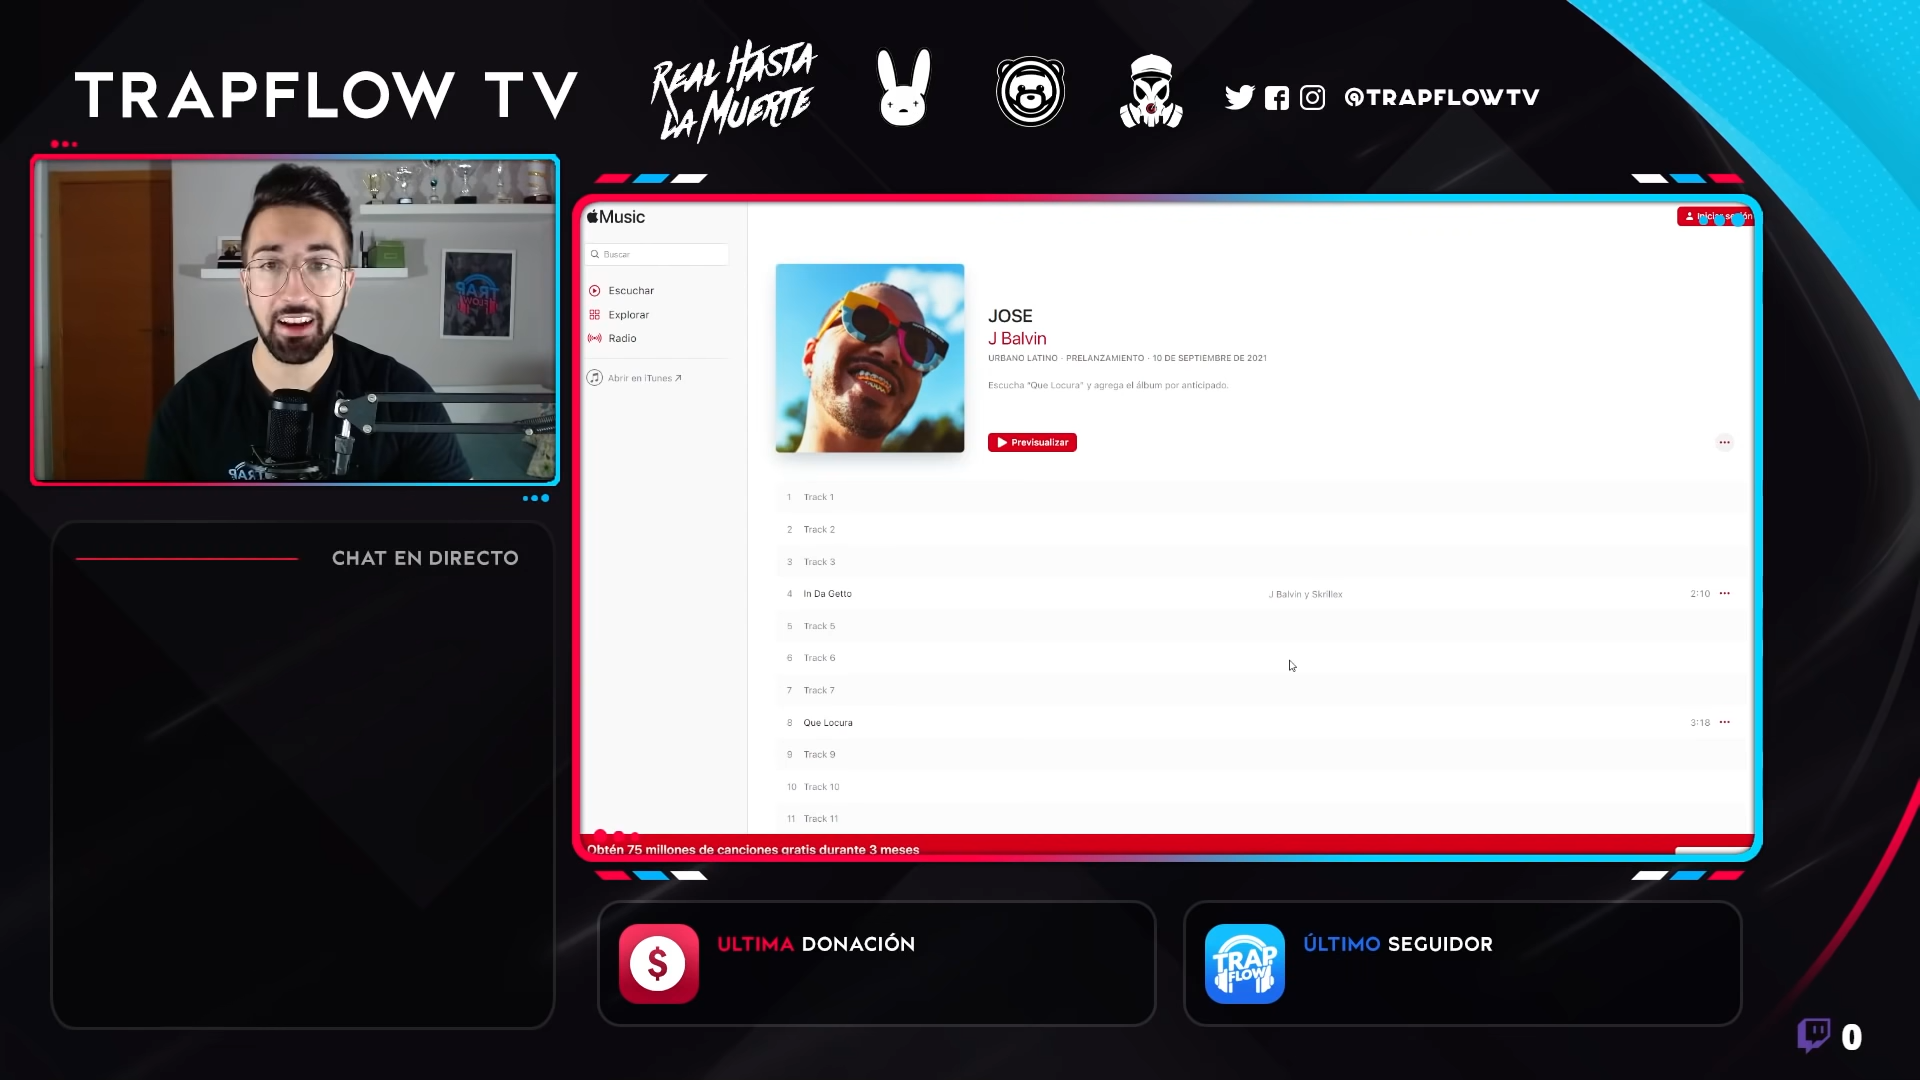 TRAPFLOW TV
REAL HASTA
LA MUERTE
@TRAPFLOWTV
Music
Iniciar sesión
Buscar
Escuchar
Explorar
Radio
Abrir en iTunes
JOSE
J Balvin
URBANO LATINO · PRELANZAMIENTO · 10 DE SEPTIEMBRE DE 2021
Escucha "Que Locura" y agrega el álbum por anticipado.
Previsualizar
1 Track 1
2 Track 2
3 Track 3
4 In Da Getto J Balvin y Skrillex 2:10
5 Track 5
6 Track 6
7 Track 7
8 Que Locura 3:18
9 Track 9
10 Track 10
11 Track 11
Obtén 75 millones de canciones gratis durante 3 meses
CHAT EN DIRECTO
$
ULTIMA DONACIÓN
TRAP
FLOW
ÚLTIMO SEGUIDOR
0